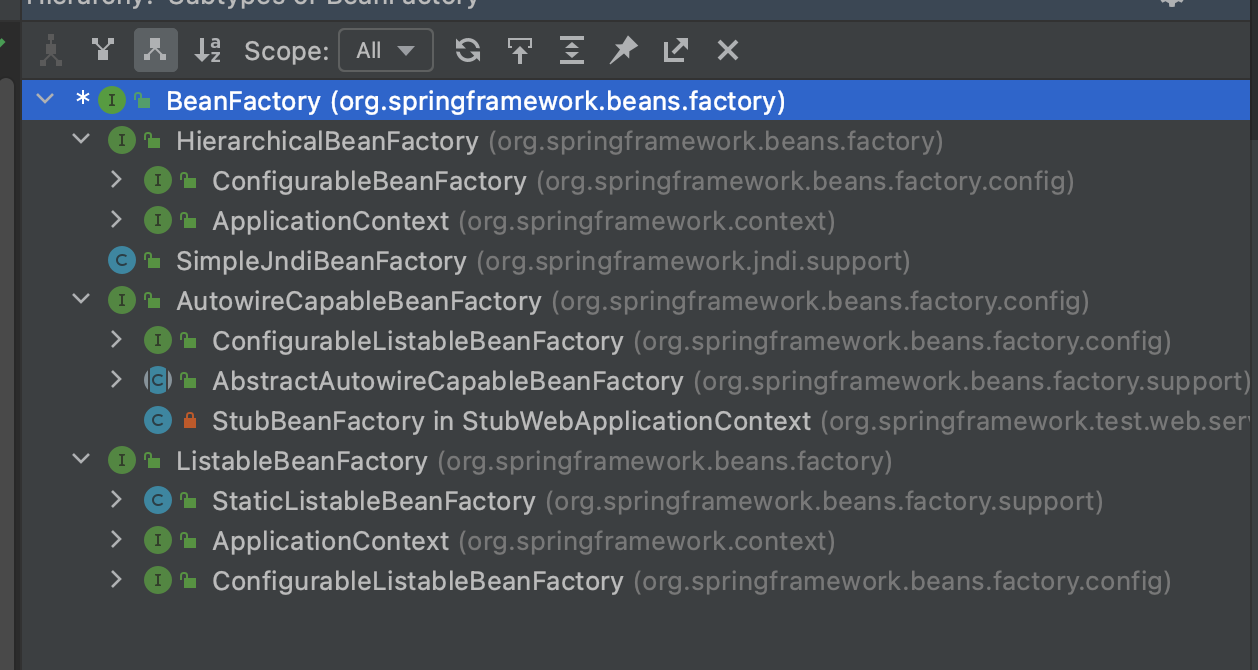 Hierarchy: Subtypes of BeanFactory
Scope: All
* I BeanFactory (org.springframework.beans.factory)
I HierarchicalBeanFactory (org.springframework.beans.factory)
I ConfigurableBeanFactory (org.springframework.beans.factory.config)
I ApplicationContext (org.springframework.context)
C SimpleJndiBeanFactory (org.springframework.jndi.support)
I AutowireCapableBeanFactory (org.springframework.beans.factory.config)
I ConfigurableListableBeanFactory (org.springframework.beans.factory.config)
C AbstractAutowireCapableBeanFactory (org.springframework.beans.factory.support)
C StubBeanFactory in StubWebApplicationContext (org.springframework.test.web.ser
I ListableBeanFactory (org.springframework.beans.factory)
C StaticListableBeanFactory (org.springframework.beans.factory.support)
I ApplicationContext (org.springframework.context)
I ConfigurableListableBeanFactory (org.springframework.beans.factory.config)